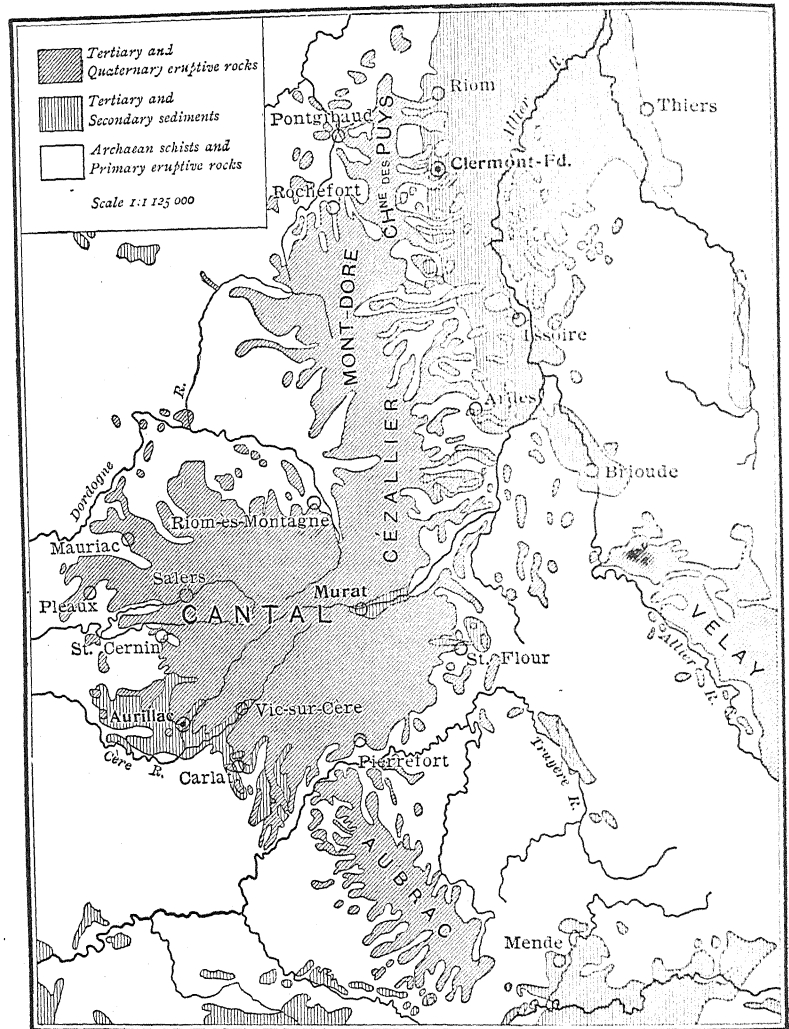 Tertiary and
Quaternary eruptive rocks
Tertiary and
Secondary sediments
Archaean schists and
Primary eruptive rocks
Scale 1:1 125 000
Riom
Allier R.
Thiers
Pontgibaud
CHNE DES PUYS
Clermont-Fd.
Rochefort
MONT-DORE
Issoire
R.
Ardes
CÉZALLIER
Dordogne
Brioude
Riom-ès-Montagne
Mauriac
Salers
Murat
Pleaux
CANTAL
VELAY
St. Cernin
St. Flour
Allier R.
Aurillac
Vic-sur-Cère
Cère R.
Carlat
Pierrefort
Truyère R.
AUBRAC
Mende